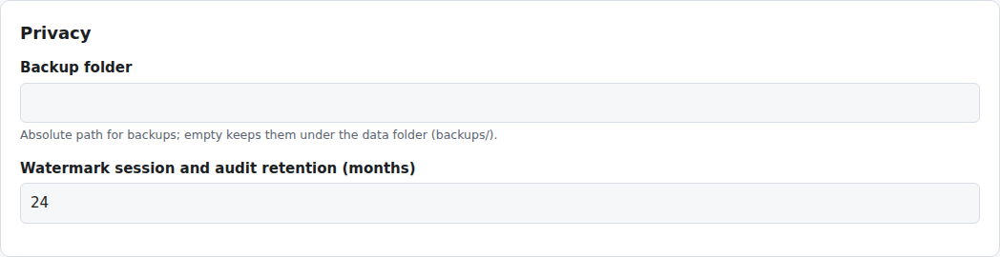 Privacy
Backup folder
Absolute path for backups; empty keeps them under the data folder (backups/).
Watermark session and audit retention (months)
24